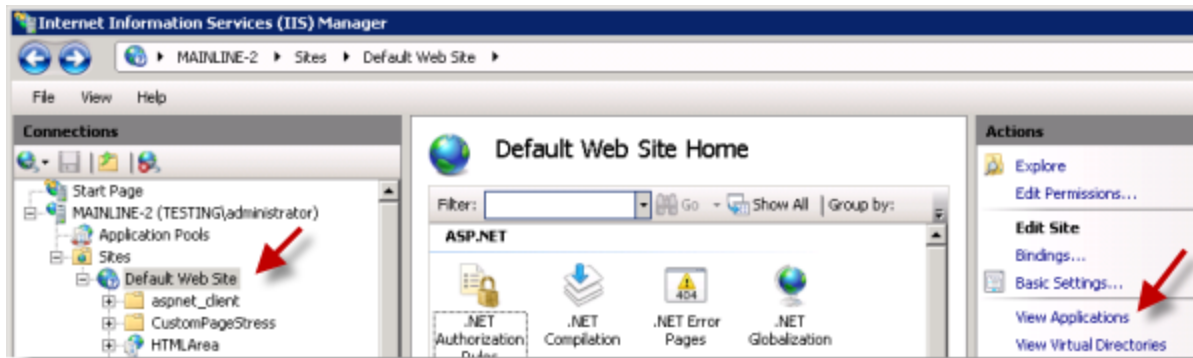 Internet Information Services (IIS) Manager
MAINLINE-2 Sites Default Web Site
File View Help
Connections
Start Page
MAINLINE-2 (TESTING\administrator)
Application Pools
Sites
Default Web Site
aspnet_client
CustomPageStress
HTMLArea
Default Web Site Home
Filter: Go Show All Group by:
ASP.NET
.NET Authorization Rules
.NET Compilation
404
.NET Error Pages
.NET Globalization
Actions
Explore
Edit Permissions...
Edit Site
Bindings...
Basic Settings...
View Applications
View Virtual Directories